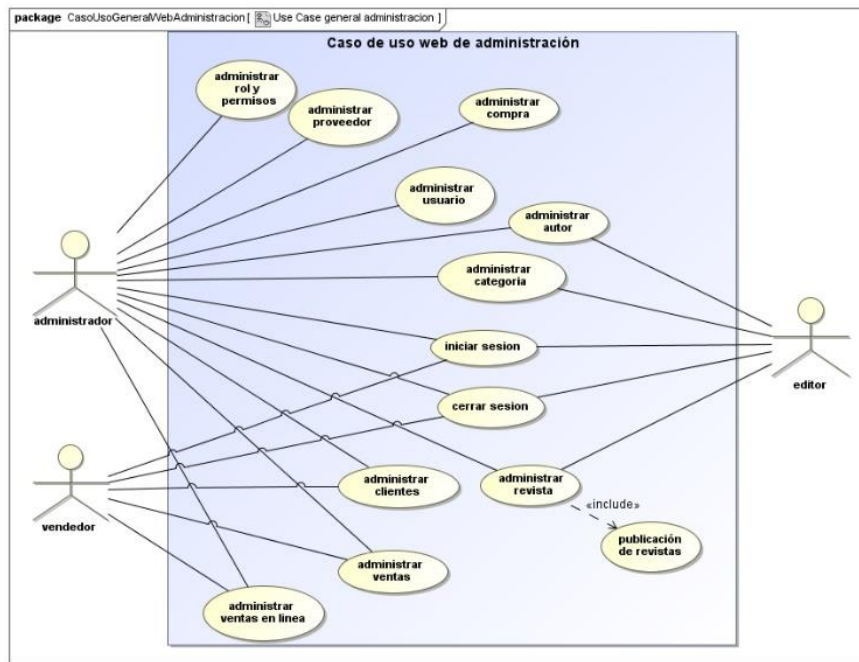 package CasoUsoGeneralWebAdministracion[ Use Case general administracion ]
Caso de uso web de administración
administrar
rol y
permisos
administrar
proveedor
administrar
compra
administrar
usuario
administrar
autor
administrar
categoria
administrador
iniciar sesion
editor
cerrar sesion
vendedor
administrar
clientes
administrar
revista
«include»
publicación
de revistas
administrar
ventas
administrar
ventas en linea